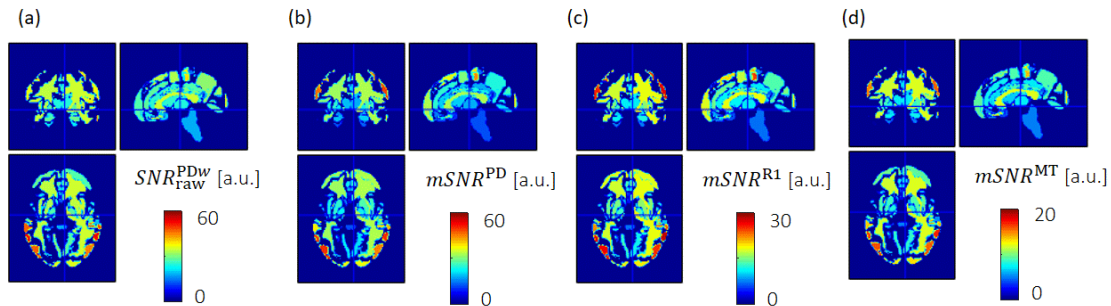 (a)
(b)
(c)
(d)
SNR_raw^PDw [a.u.]
60
0
mSNR^PD [a.u.]
60
0
mSNR^R1 [a.u.]
30
0
mSNR^MT [a.u.]
20
0